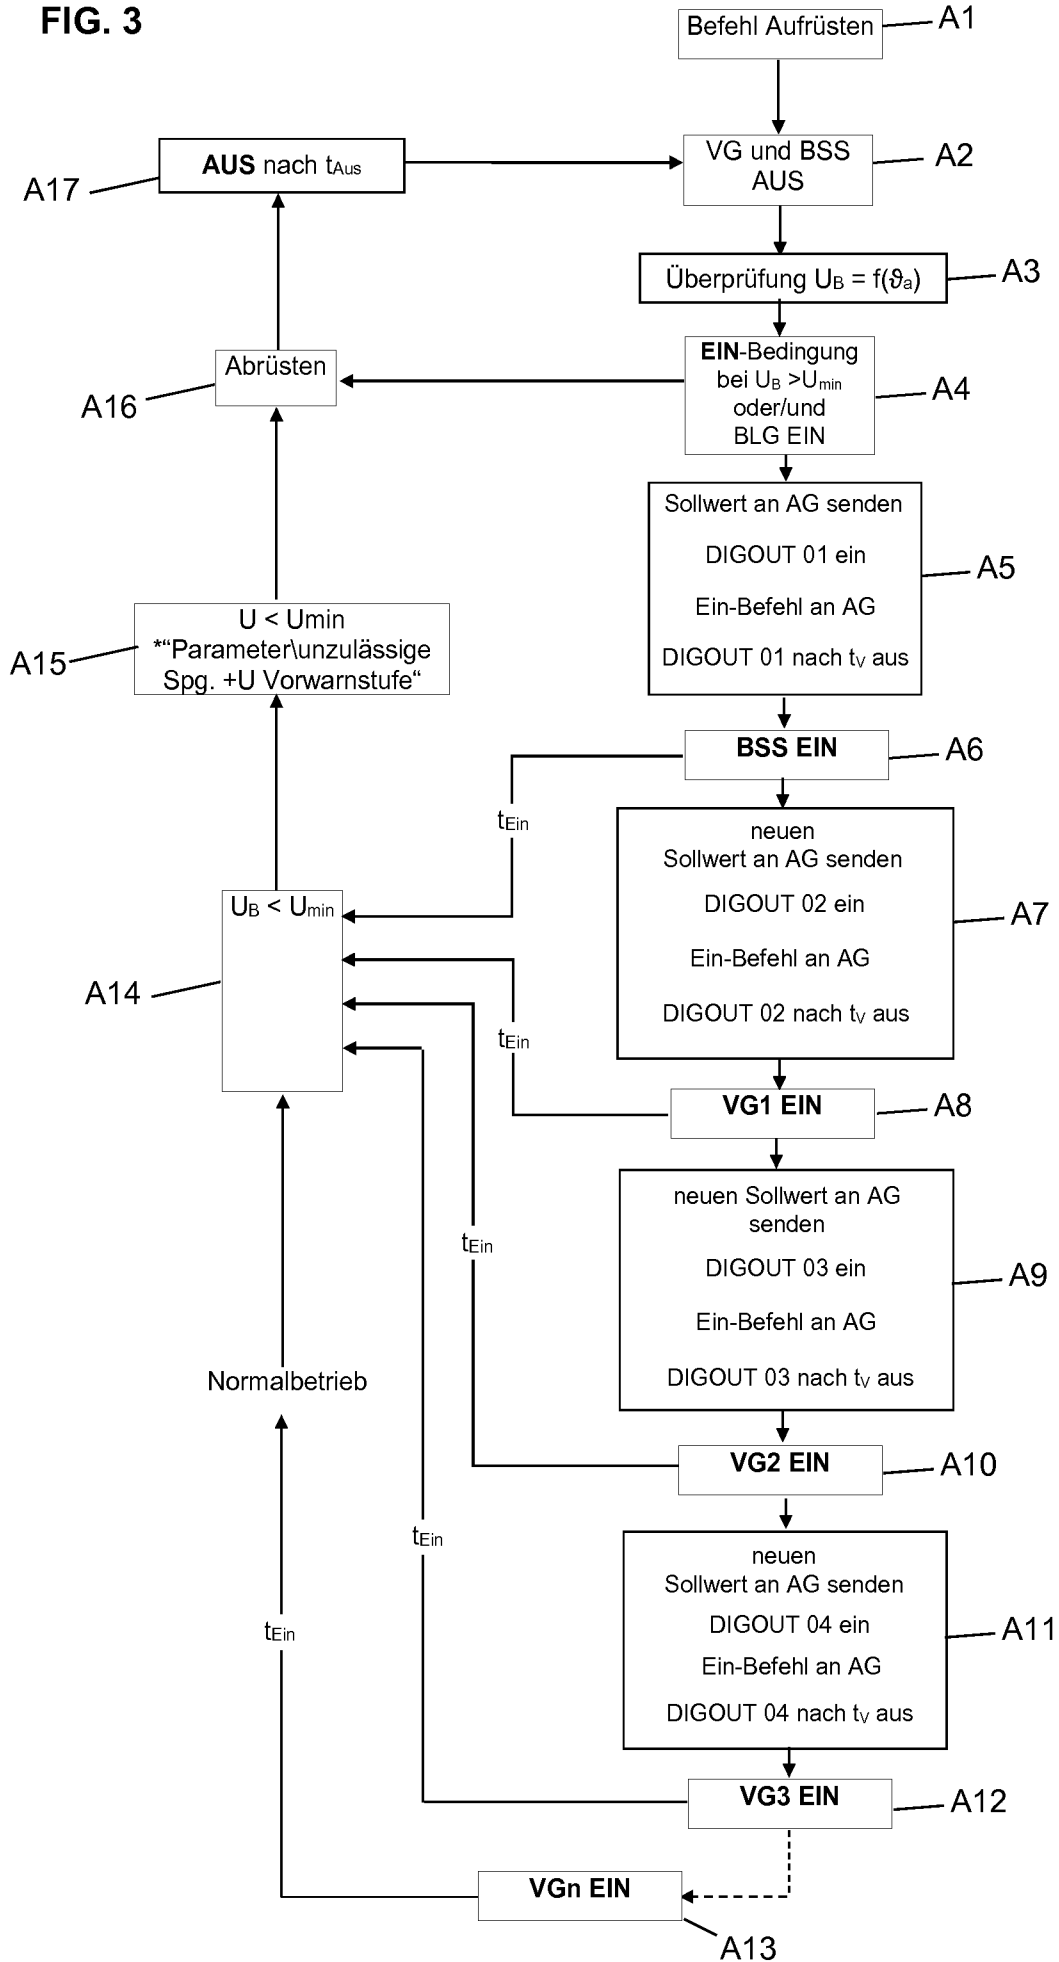 FIG. 3
Befehl Aufrüsten
A1
VG und BSS
AUS
A2
AUS nach tAus
A17
Überprüfung UB = f(ϑa)
A3
EIN-Bedingung
bei UB >Umin
oder/und
BLG EIN
A4
Abrüsten
A16
Sollwert an AG senden
DIGOUT 01 ein
Ein-Befehl an AG
DIGOUT 01 nach tV aus
A5
U < Umin
*“Parameter\unzulässige
Spg. +U Vorwarnstufe“
A15
BSS EIN
A6
tEin
neuen
Sollwert an AG senden
DIGOUT 02 ein
Ein-Befehl an AG
DIGOUT 02 nach tV aus
A7
UB < Umin
A14
tEin
VG1 EIN
A8
neuen Sollwert an AG
senden
DIGOUT 03 ein
Ein-Befehl an AG
DIGOUT 03 nach tV aus
A9
tEin
Normalbetrieb
VG2 EIN
A10
tEin
neuen
Sollwert an AG senden
DIGOUT 04 ein
Ein-Befehl an AG
DIGOUT 04 nach tV aus
A11
tEin
VG3 EIN
A12
VGn EIN
A13